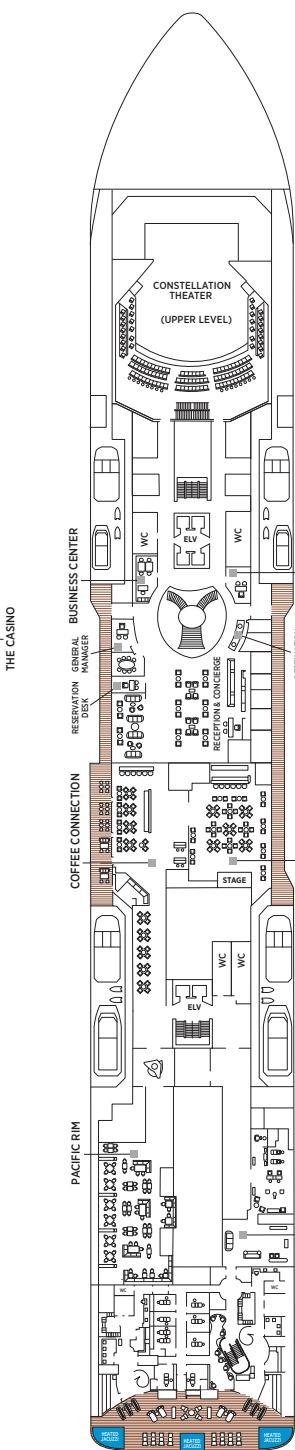 CONSTELLATION
THEATER
(UPPER LEVEL)
WC
ELV
WC
BUSINESS CENTER
THE CASINO
GENERAL
MANAGER
RESERVATION
DESK
RECEPTION & CONCIERGE
COFFEE CONNECTION
STAGE
WC
WC
ELV
PACIFIC RIM
WC
WC
HEATED
JACUZZI
HEATED
JACUZZI
HEATED
JACUZZI